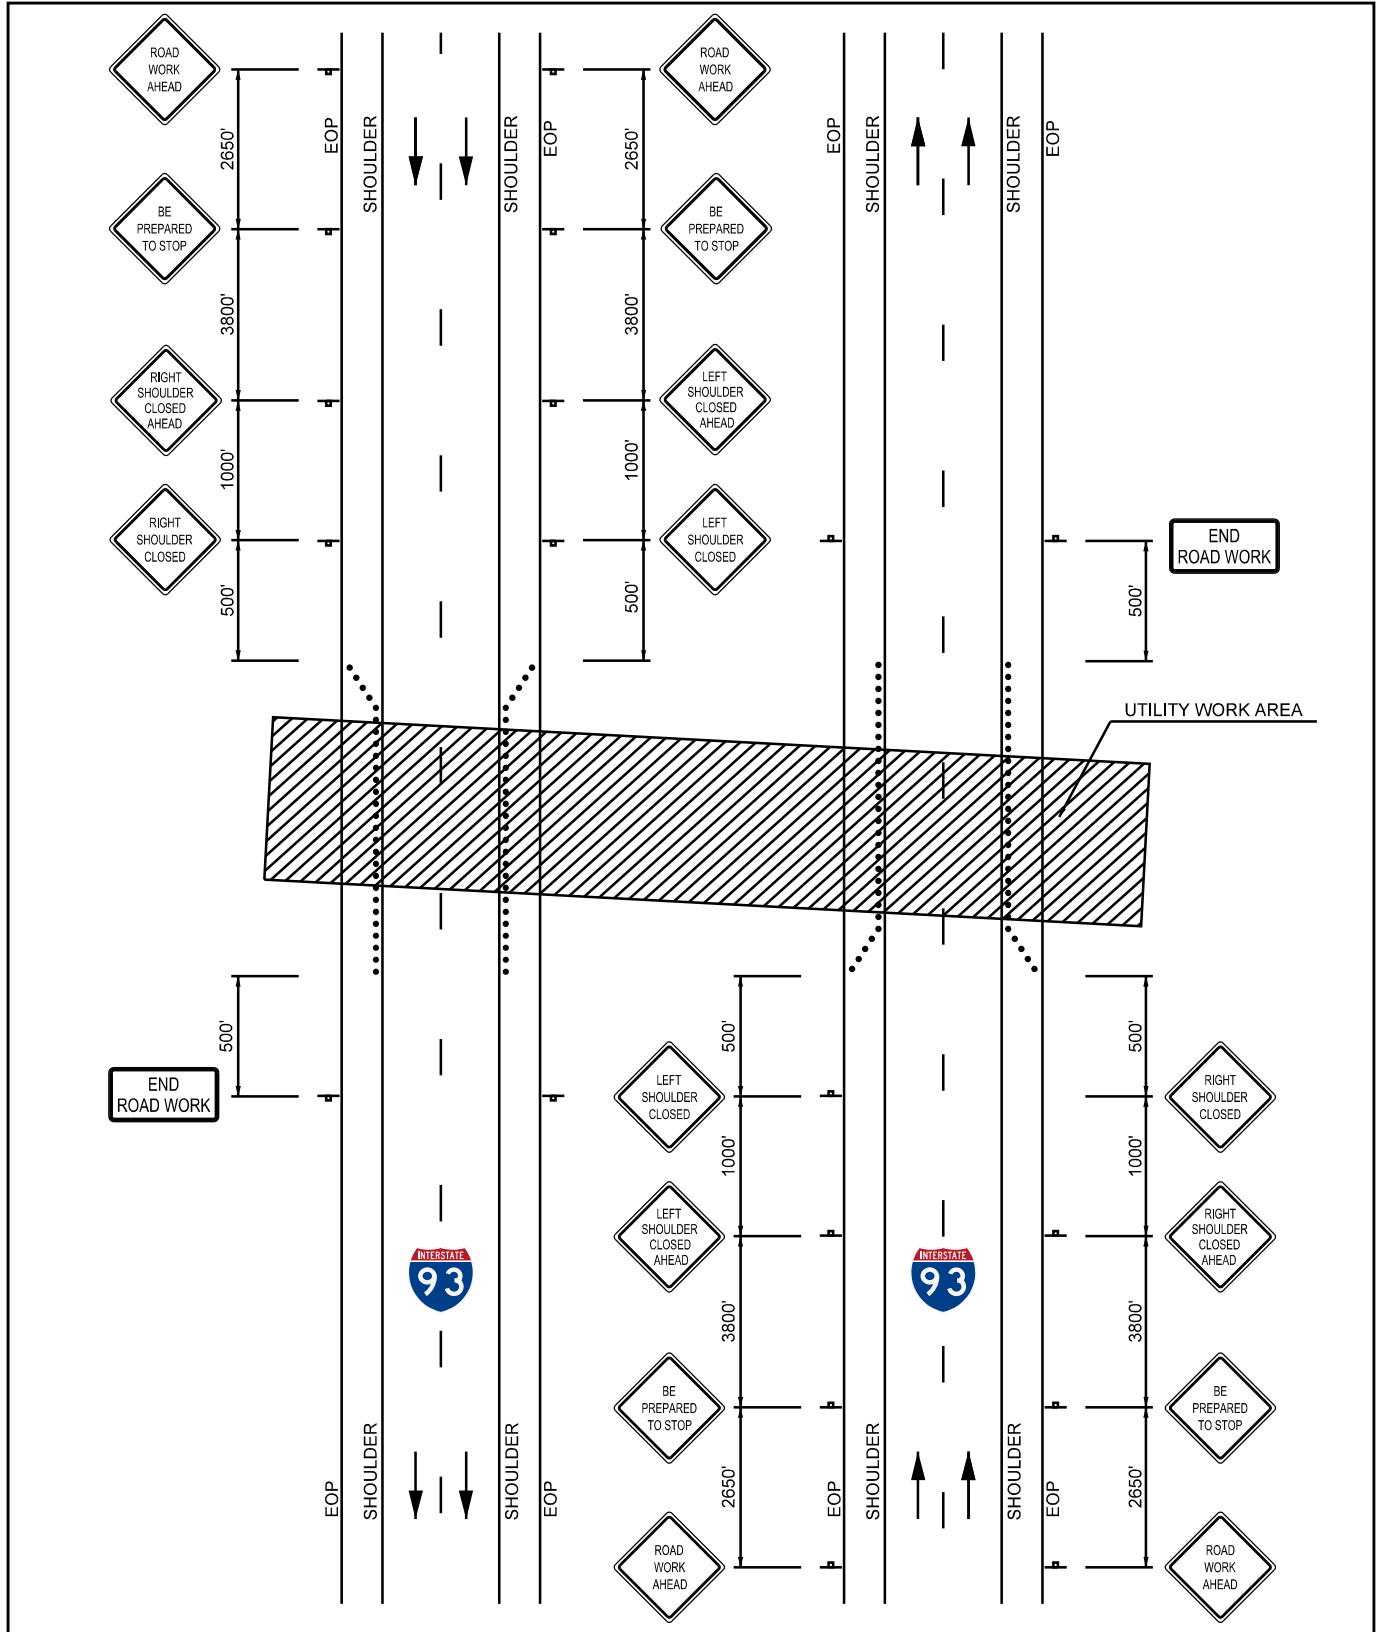 ROAD
WORK
AHEAD
ROAD
WORK
AHEAD
2650'
2650'
EOP
SHOULDER
SHOULDER
EOP
EOP
SHOULDER
SHOULDER
EOP
BE
PREPARED
TO STOP
BE
PREPARED
TO STOP
3800'
3800'
RIGHT
SHOULDER
CLOSED
AHEAD
LEFT
SHOULDER
CLOSED
AHEAD
1000'
1000'
RIGHT
SHOULDER
CLOSED
LEFT
SHOULDER
CLOSED
END
ROAD WORK
500'
500'
500'
UTILITY WORK AREA
500'
500'
500'
END
ROAD WORK
LEFT
SHOULDER
CLOSED
RIGHT
SHOULDER
CLOSED
1000'
1000'
LEFT
SHOULDER
CLOSED
AHEAD
RIGHT
SHOULDER
CLOSED
AHEAD
INTERSTATE
93
INTERSTATE
93
3800'
3800'
BE
PREPARED
TO STOP
BE
PREPARED
TO STOP
EOP
SHOULDER
SHOULDER
EOP
EOP
SHOULDER
SHOULDER
EOP
2650'
2650'
ROAD
WORK
AHEAD
ROAD
WORK
AHEAD